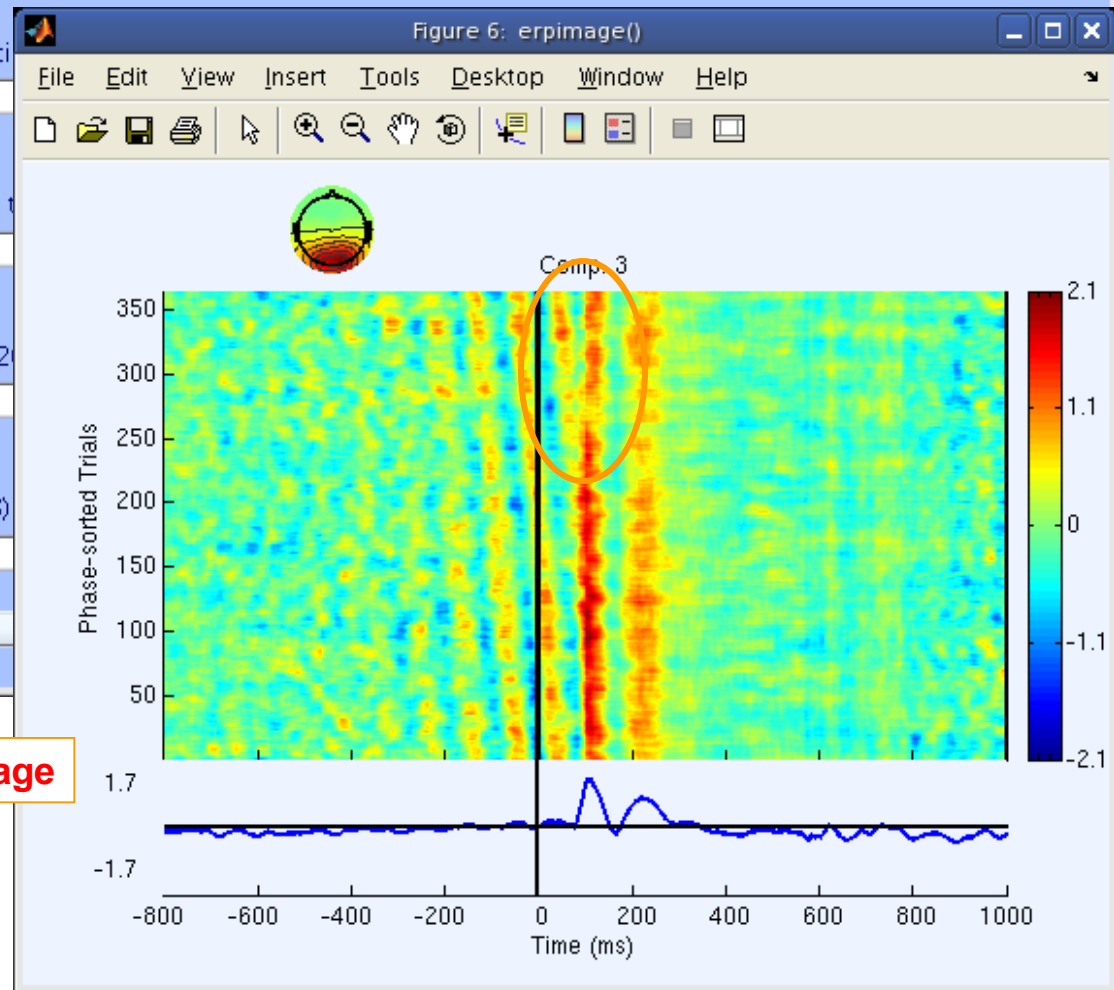 Figure 6: erpimage()
File Edit View Insert Tools Desktop Window Help
Comp. 3
350
300
250
200
150
100
50
Phase-sorted Trials
2.1
1.1
0
-1.1
-2.1
1.7
-1.7
-800 -600 -400 -200 0 200 400 600 800 1000
Time (ms)